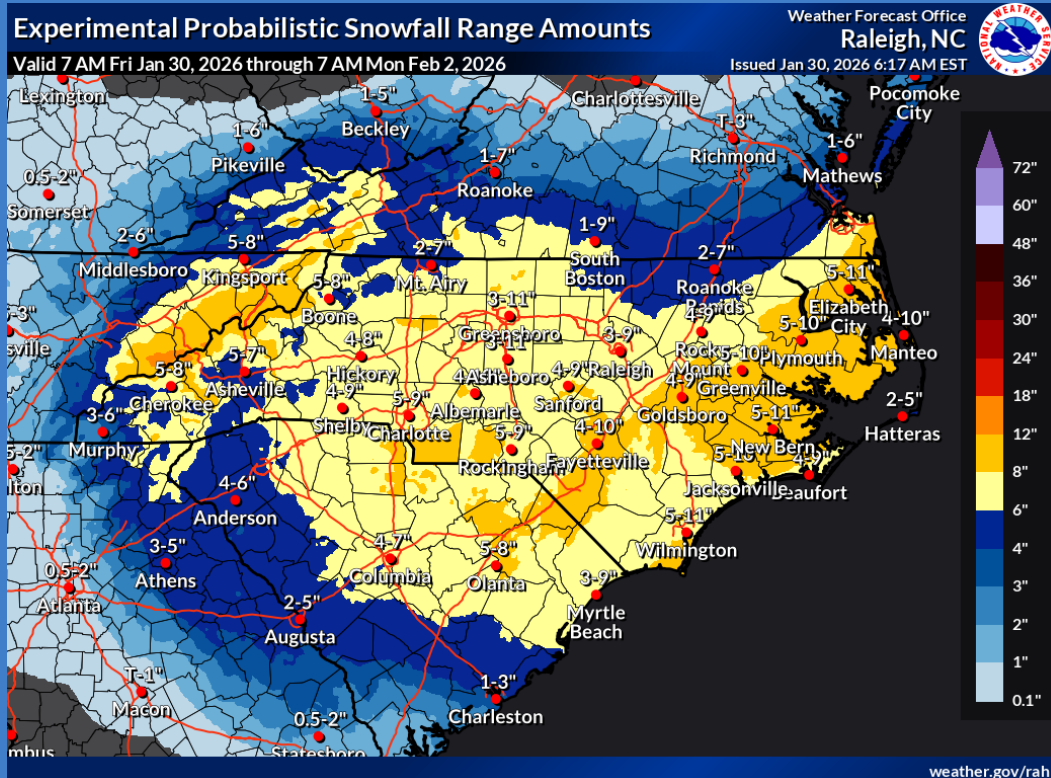 Experimental Probabilistic Snowfall Range Amounts
Valid 7 AM Fri Jan 30, 2026 through 7 AM Mon Feb 2, 2026
Weather Forecast Office
Raleigh, NC
Issued Jan 30, 2026 6:17 AM EST
NATIONAL WEATHER SERVICE
Lexington
1-5"
Beckley
Charlottesville
Pocomoke
City
T-3"
Richmond
1-6"
Mathews
1-6"
Pikeville
1-7"
Roanoke
0.5-2"
Somerset
2-6"
Middlesboro
5-8"
Kingsport
2-7"
Mt. Airy
1-9"
South
Boston
2-7"
Roanoke
Rapids
5-11"
Elizabeth
City
5-8"
Boone
3-11"
Greensboro
3-11"
Asheboro
3-9"
Raleigh
4-9"
Rocky
Mount
5-10"
Plymouth
4-10"
Manteo
-3"
sville
5-7"
Asheville
4-8"
Hickory
5-8"
Cherokee
4-9"
Shelby
5-9"
Charlotte
Albemarle
4-9"
Sanford
5-10"
Greenville
4-9"
Goldsboro
2-5"
Hatteras
3-6"
Murphy
5-9"
Rockingham
4-10"
Fayetteville
5-11"
New Bern
Jacksonville
Beaufort
5-2"
lton
4-6"
Anderson
5-11"
Wilmington
3-5"
Athens
4-7"
Columbia
5-8"
Olanta
3-9"
Myrtle
Beach
0.5-2"
Atlanta
2-5"
Augusta
T-1"
Macon
1-3"
Charleston
0.5-2"
Statesboro
mbus
72"
60"
48"
36"
30"
24"
18"
12"
8"
6"
4"
3"
2"
1"
0.1"
weather.gov/rah